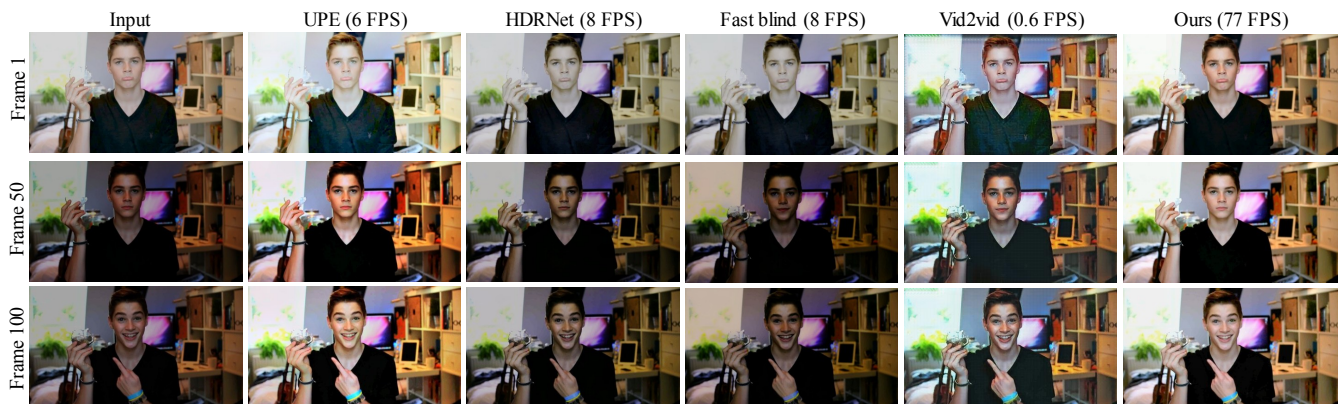 Input UPE (6 FPS) HDRNet (8 FPS) Fast blind (8 FPS) Vid2vid (0.6 FPS) Ours (77 FPS)
Frame 1
Frame 50
Frame 100